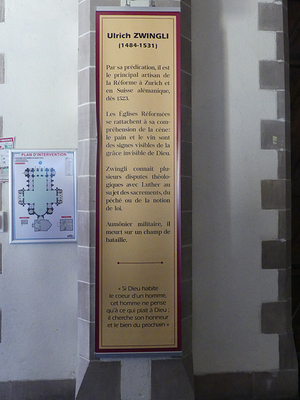 Ulrich ZWINGLI
(1484-1531)
Par sa prédication, il est
le principal artisan de
la Réforme à Zurich et
en Suisse alémanique,
dès 1523.
Les Églises Réformées
se rattachent à sa com-
préhension de la cène:
le pain et le vin sont
des signes visibles de la
grâce invisible de Dieu.
Zwingli connaît plu-
sieurs disputes théolo-
giques avec Luther au
sujet des sacrements, du
péché ou de la notion
de loi.
Aumônier militaire, il
meurt sur un champ de
bataille.
« Si Dieu habite
le coeur d'un homme,
cet homme ne pense
qu'à ce qui plaît à Dieu ;
il cherche son honneur
et le bien du prochain »
PLAN D'INTERVENTION